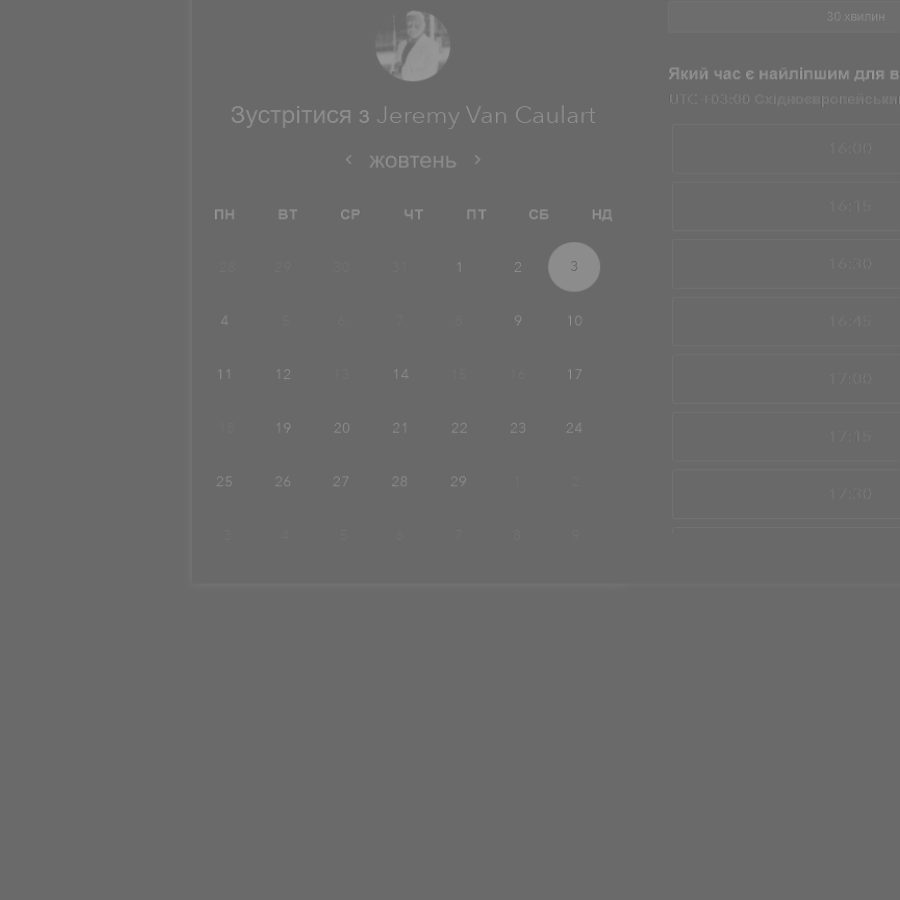 Зустрітися з Jeremy Van Caulart
жовтень
ПН ВТ СР ЧТ ПТ СБ НД
28 29 30 31 1 2 3
4 5 6 7 8 9 10
11 12 13 14 15 16 17
18 19 20 21 22 23 24
25 26 27 28 29 1 2
3 4 5 6 7 8 9
30 хвилин
Який час є найліпшим для в
UTC +03:00 Східноєвропейськи
16:00
16:15
16:30
16:45
17:00
17:15
17:30